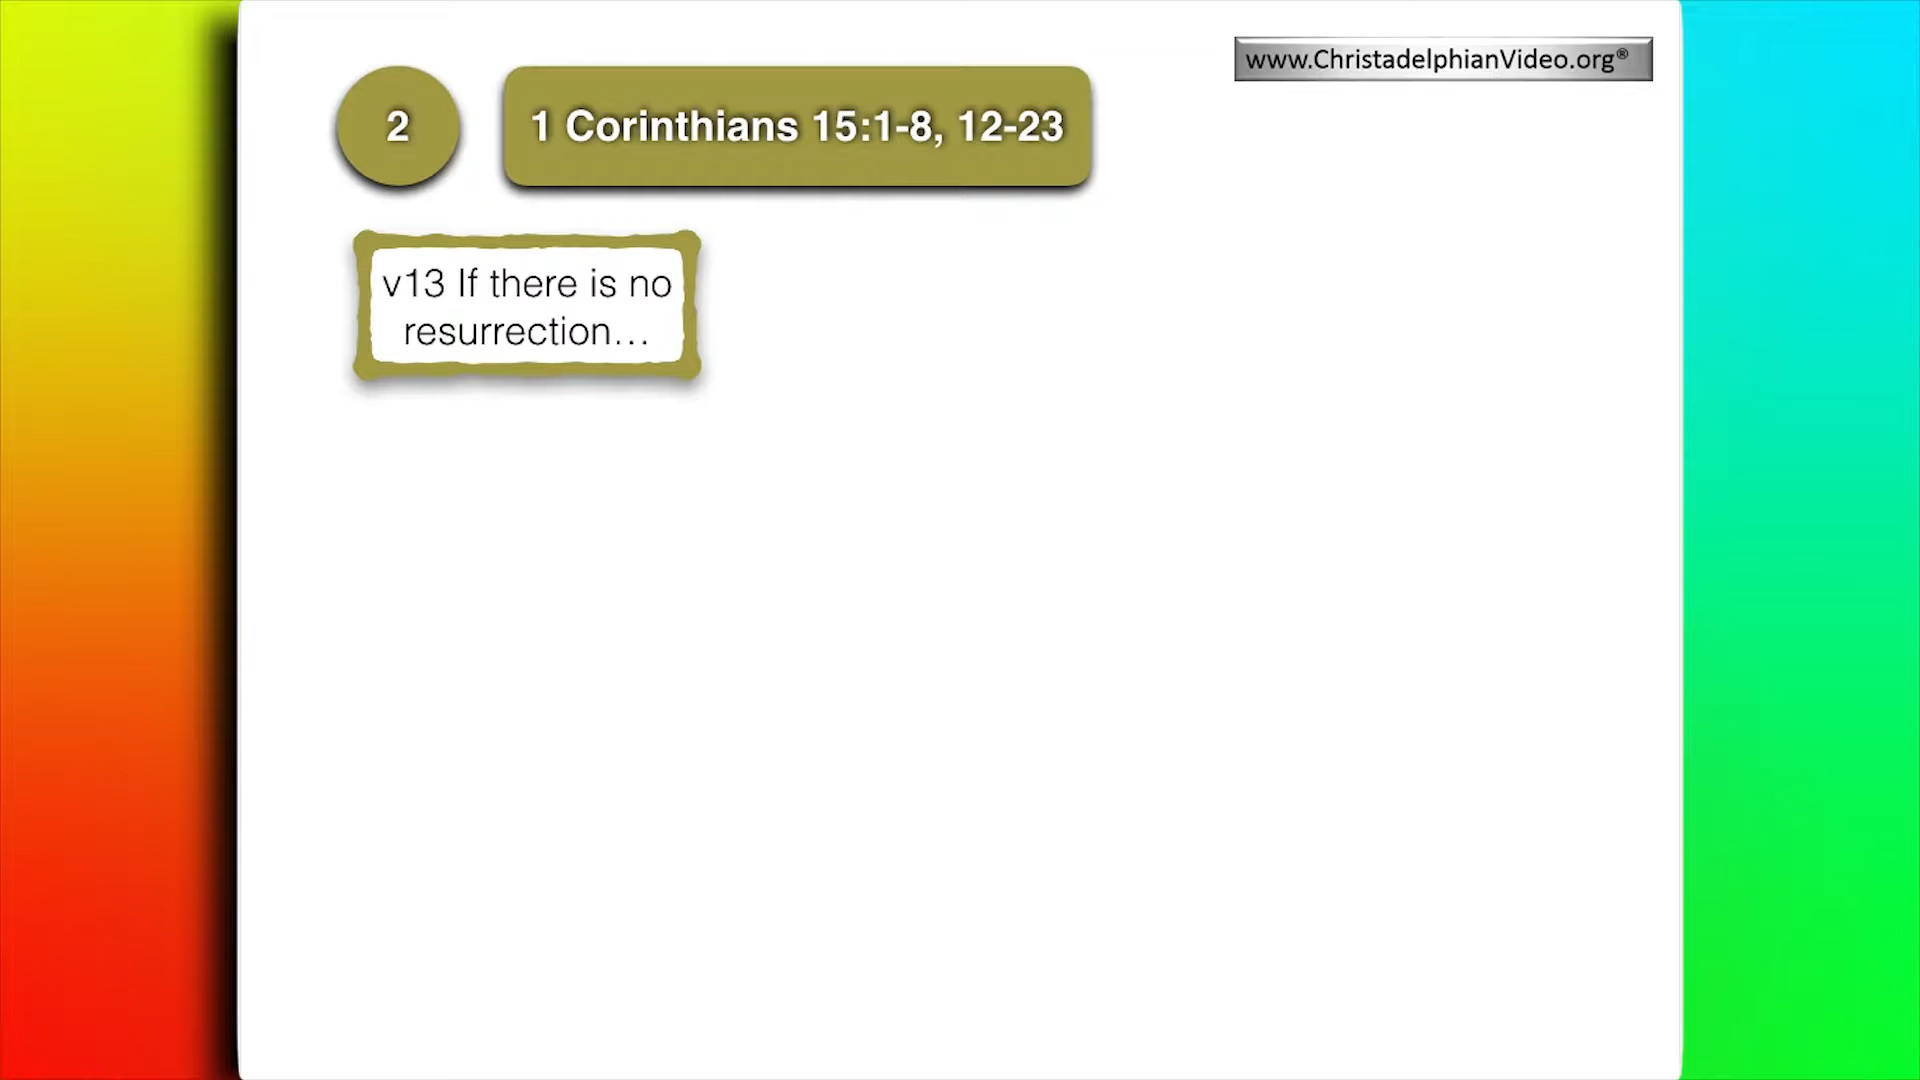 www.ChristadelphianVideo.org®
2
1 Corinthians 15:1-8, 12-23
v13 If there is no
resurrection…